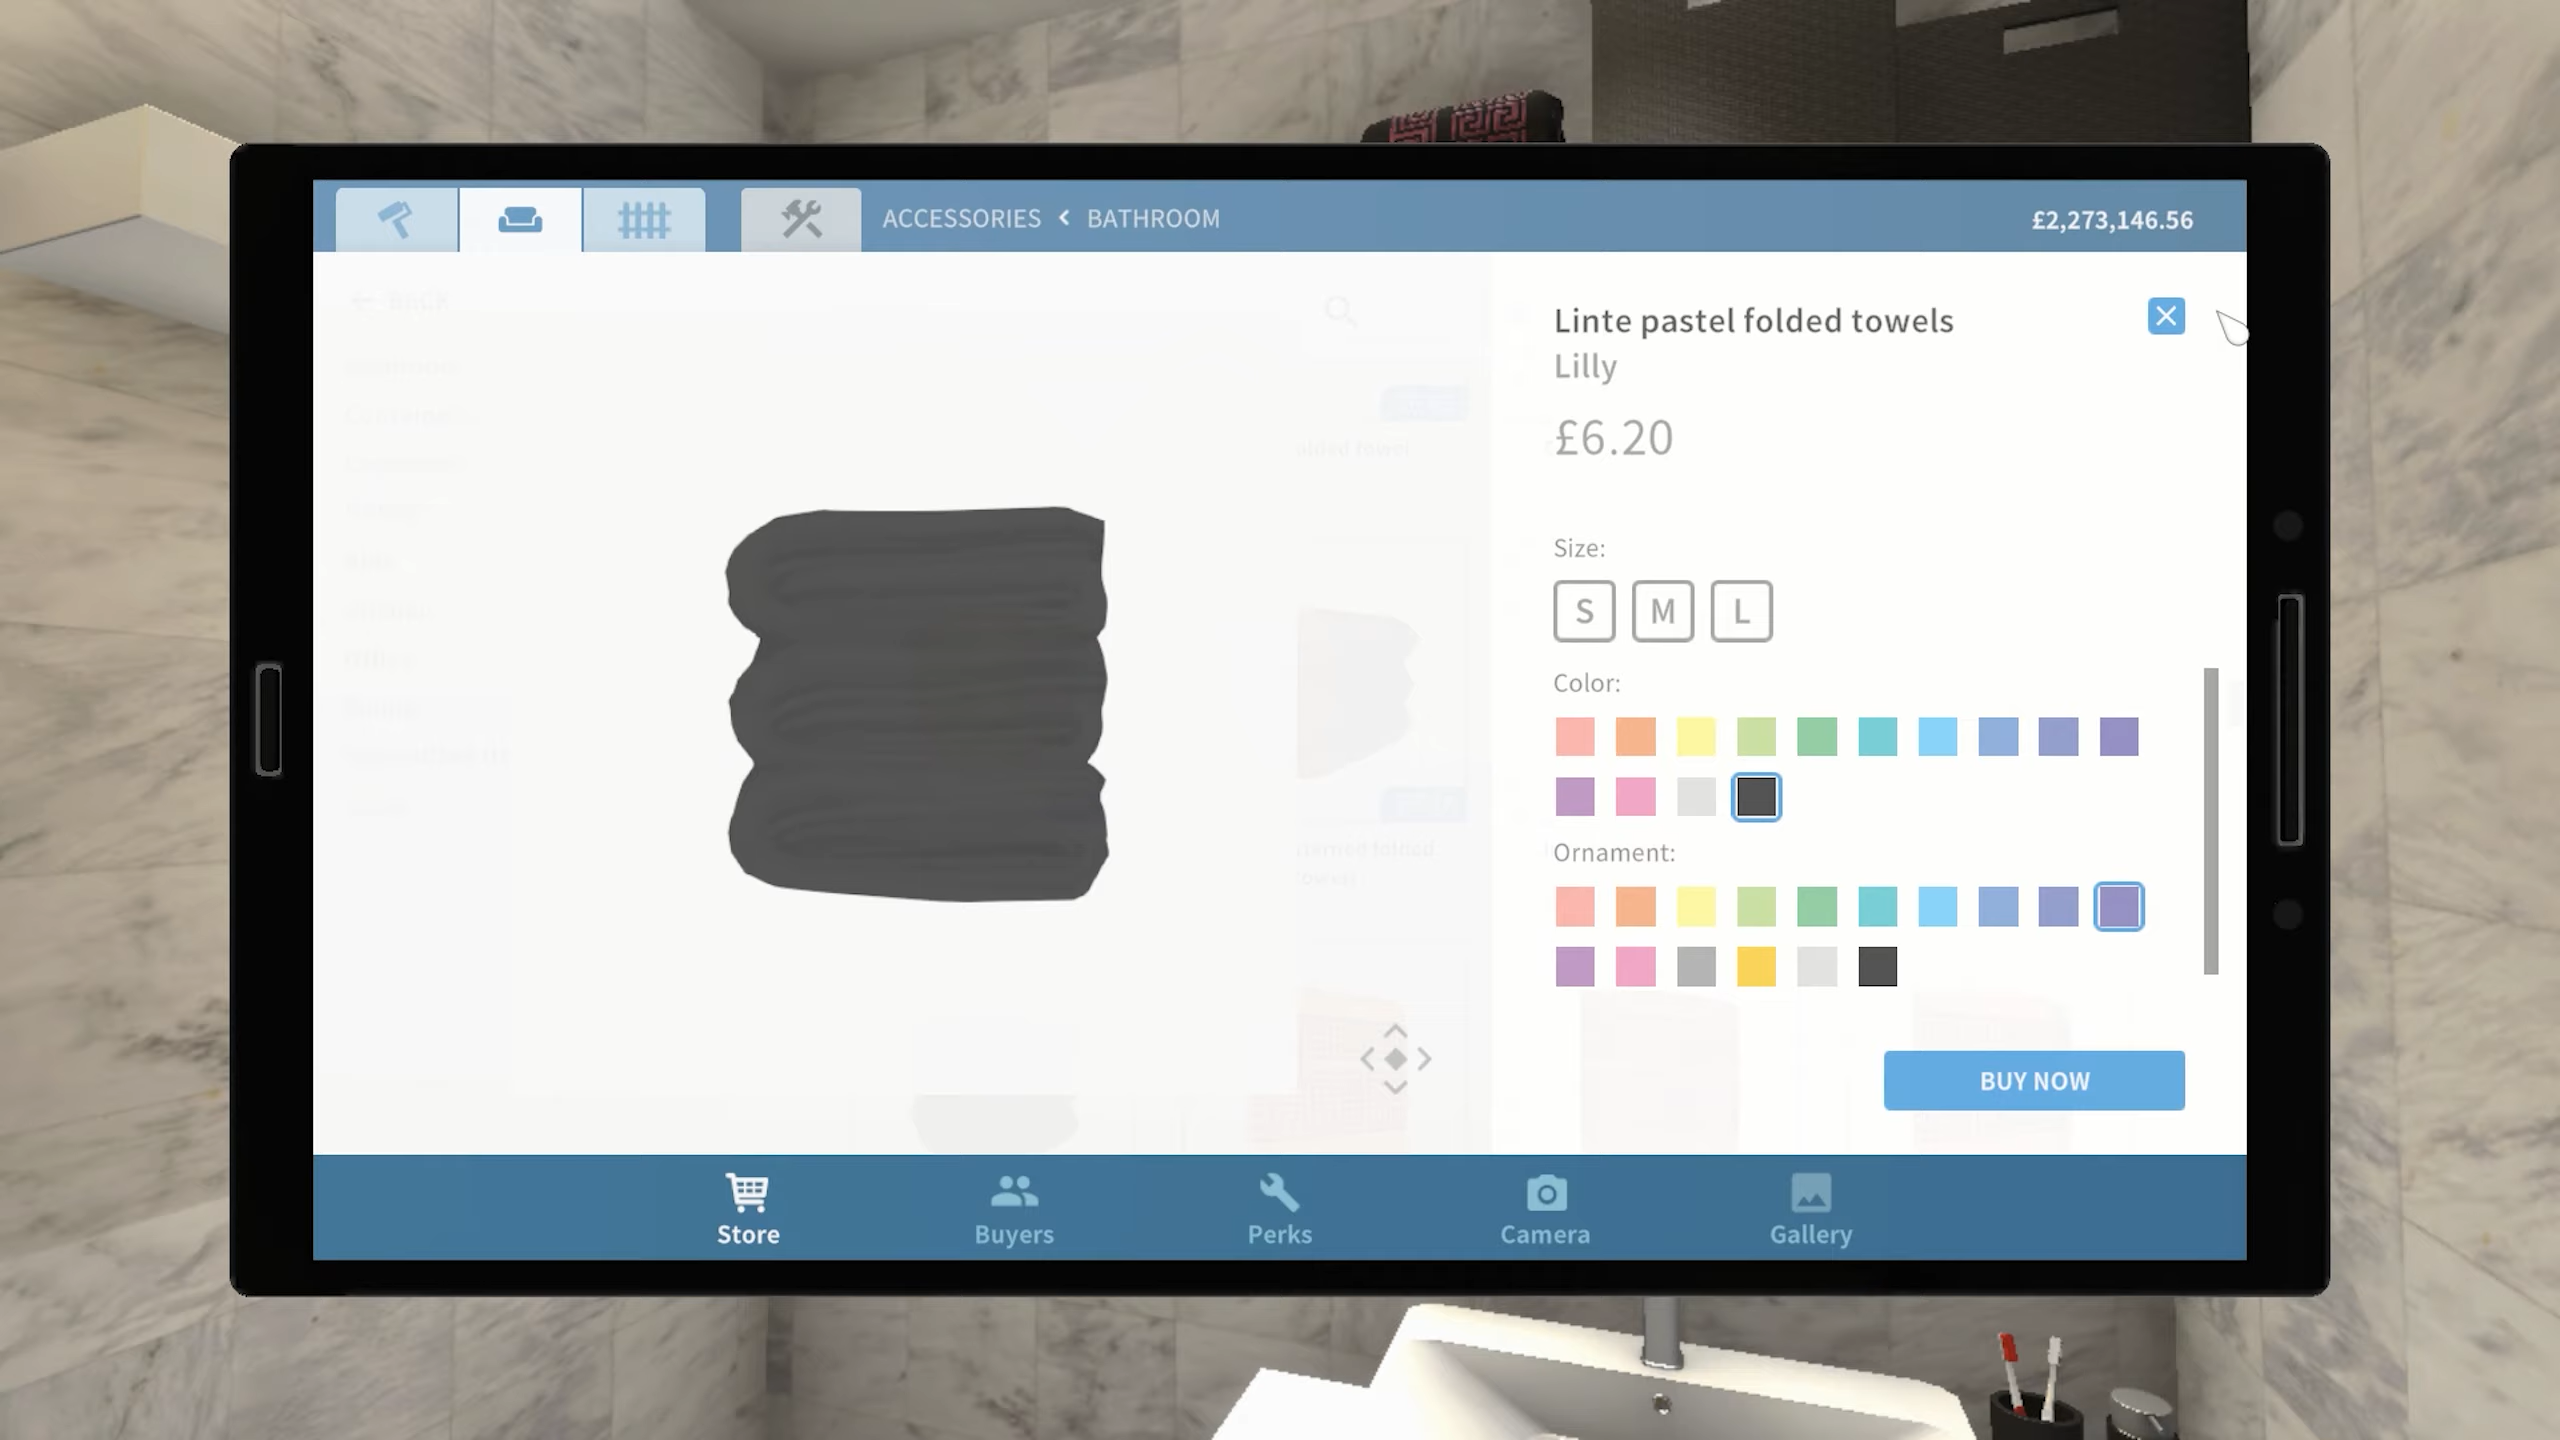 ACCESSORIES < BATHROOM
£2,273,146.56
Linte pastel folded towels
Lilly
£6.20
Size:
S M L
Color:
Ornament:
BUY NOW
Store
Buyers
Perks
Camera
Gallery